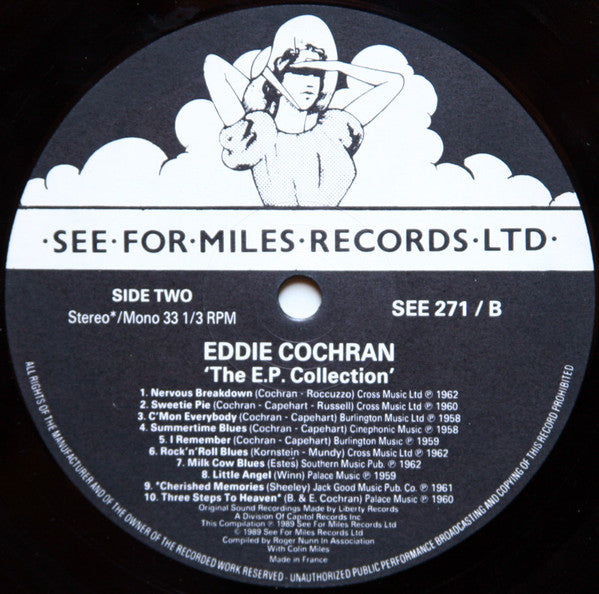 ·SEE·FOR·MILES·RECORDS·LTD·
SIDE TWO
Stereo*/Mono 33 1/3 RPM
SEE 271 / B
EDDIE COCHRAN
'The E.P. Collection'
1. Nervous Breakdown (Cochran - Roccuzzo) Cross Music Ltd ℗ 1962
2. Sweetie Pie (Cochran - Capehart - Russell) Cross Music Ltd ℗ 1960
3. C'Mon Everybody (Cochran - Capehart) Burlington Music Ltd ℗ 1958
4. Summertime Blues (Cochran - Capehart) Cinephonic Music ℗ 1958
5. I Remember (Cochran - Capehart) Burlington Music ℗ 1959
6. Rock'n'Roll Blues (Kornstein - Mundy) Cross Music Ltd ℗ 1962
7. Milk Cow Blues (Estes) Southern Music Pub. ℗ 1962
8. Little Angel (Winn) Palace Music ℗ 1959
9. *Cherished Memories (Sheeley) Jack Good Music Pub. Co. ℗ 1961
10. Three Steps To Heaven* (B. & E. Cochran) Palace Music ℗ 1960
Original Sound Recordings Made by Liberty Records
A Division Of Capitol Records Inc
This Compilation ℗ 1989 See For Miles Records Ltd
© 1989 See For Miles Records Ltd
Compiled by Roger Nunn In Association
With Colin Miles
Made in France
ALL RIGHTS OF THE MANUFACTURER AND OF THE OWNER OF THE RECORDED WORK RESERVED - UNAUTHORIZED PUBLIC PERFORMANCE BROADCASTING AND COPYING OF THIS RECORD PROHIBITED